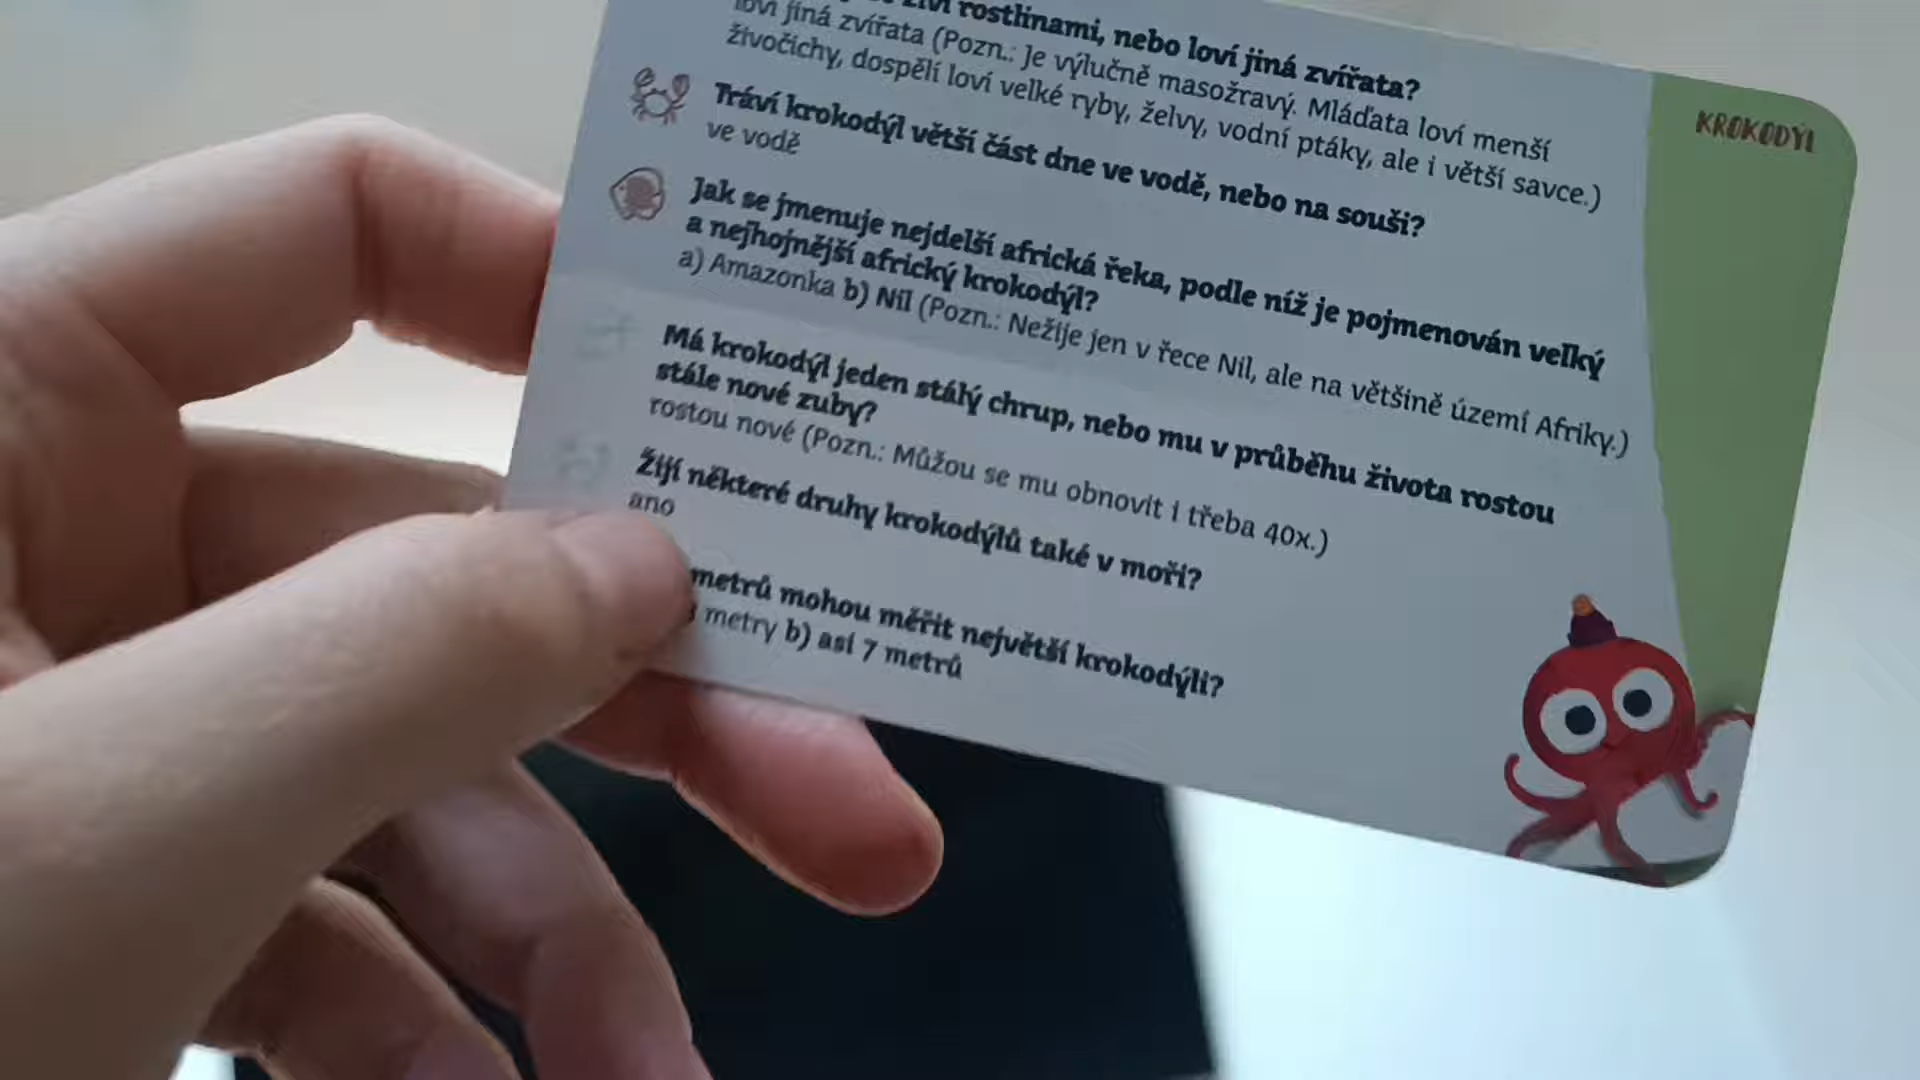 rostlinami, nebo loví jiná zvířata?
loví jiná zvířata (Pozn.: Je výlučně masožravý. Mláďata loví menší
živočichy, dospělí loví velké ryby, želvy, vodní ptáky, ale i větší savce.)
Tráví krokodýl větší část dne ve vodě, nebo na souši?
ve vodě
Jak se jmenuje nejdelší africká řeka, podle níž je pojmenován velký
a nejhojnější africký krokodýl?
a) Amazonka b) Nil (Pozn.: Nežije jen v řece Nil, ale na většině území Afriky.)
Má krokodýl jeden stálý chrup, nebo mu v průběhu života rostou
stále nové zuby?
rostou nové (Pozn.: Můžou se mu obnovit i třeba 40x.)
Žijí některé druhy krokodýlů také v moři?
ano
metrů mohou měřit největší krokodýli?
metry b) asi 7 metrů
KROKODÝL